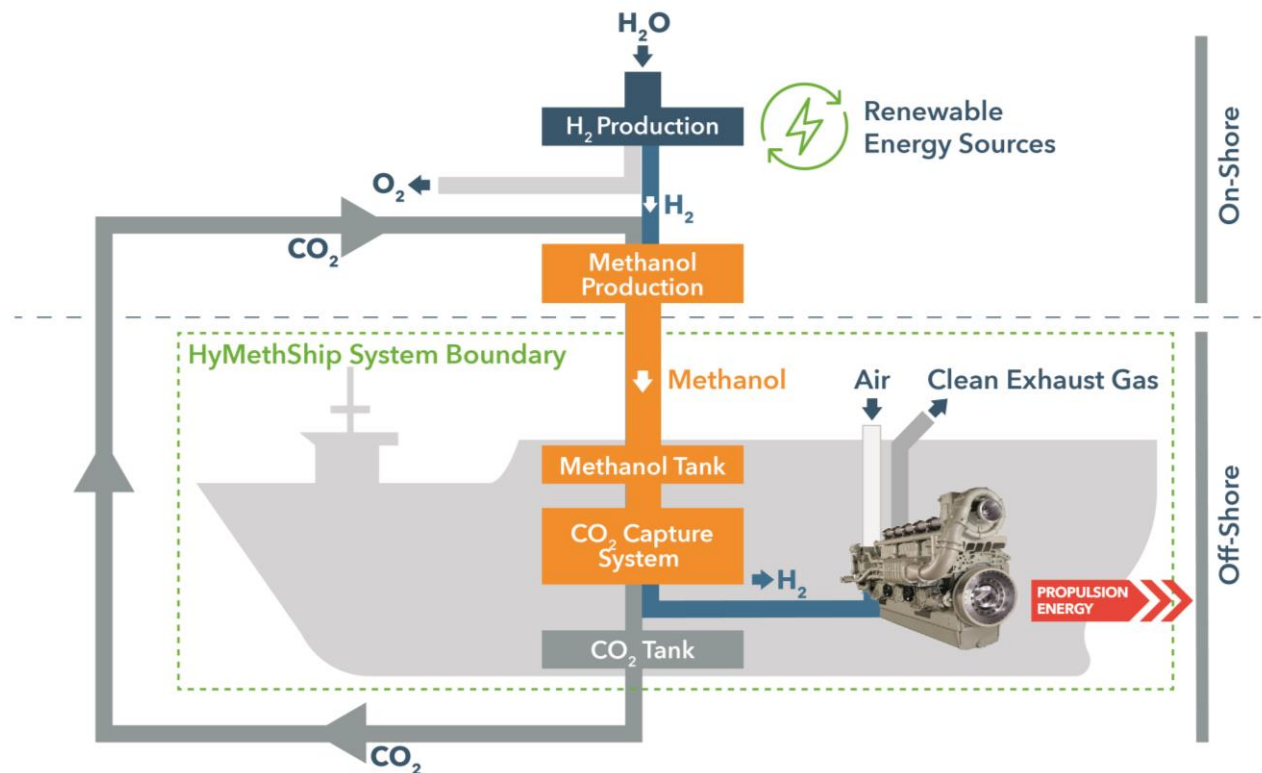 H₂O
H₂ Production
Renewable
Energy Sources
On-Shore
O₂
H₂
CO₂
Methanol
Production
HyMethShip System Boundary
Methanol
Air
Clean Exhaust Gas
Methanol Tank
CO₂ Capture
System
H₂
PROPULSION
ENERGY
Off-Shore
CO₂ Tank
CO₂